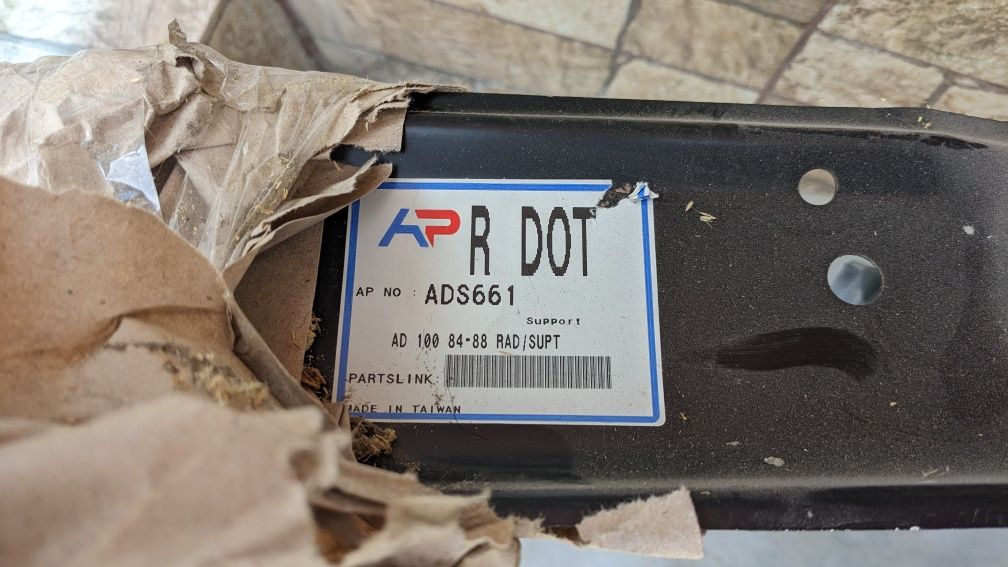 AP R DOT
AP NO : ADS661
Support
AD 100 84-88 RAD/SUPT
PARTSLINK:
MADE IN TAIWAN